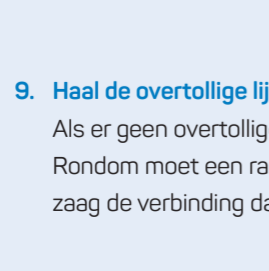 9. Haal de overtollige lij
Als er geen overtollig
Rondom moet een ra
zaag de verbinding da